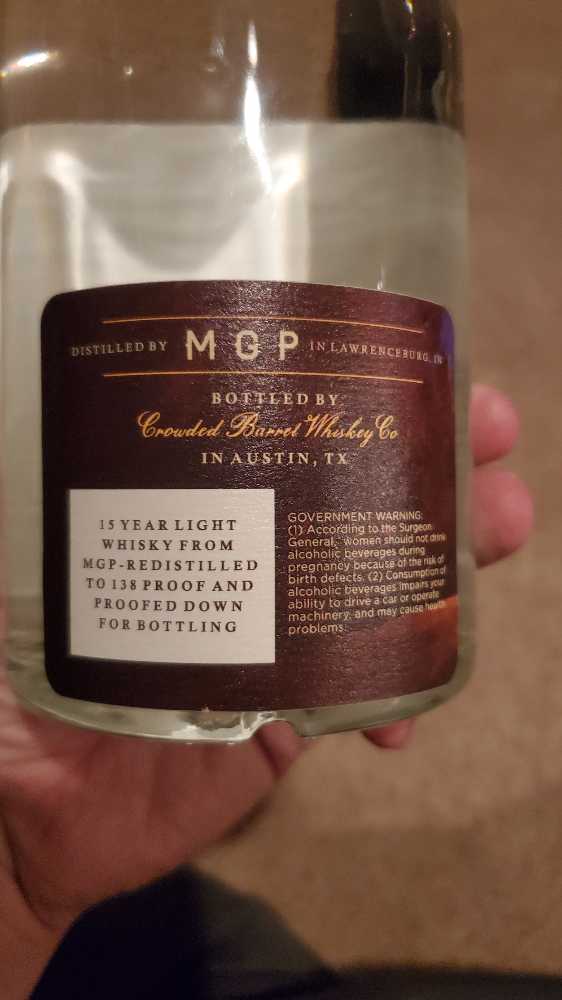 DISTILLED BY MGP IN LAWRENCEBURG, IN
BOTTLED BY
Crowded Barrel Whiskey Co
IN AUSTIN, TX
15 YEAR LIGHT
WHISKY FROM
MGP-REDISTILLED
TO 138 PROOF AND
PROOFED DOWN
FOR BOTTLING
GOVERNMENT WARNING:
(1) According to the Surgeon
General, women should not drink
alcoholic beverages during
pregnancy because of the risk of
birth defects. (2) Consumption of
alcoholic beverages impairs your
ability to drive a car or operate
machinery, and may cause health
problems.